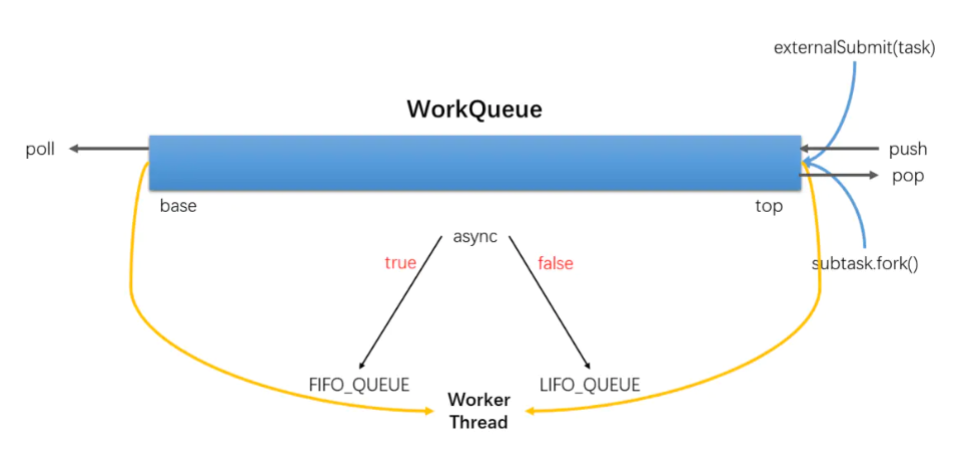 externalSubmit(task)
WorkQueue
poll
push
pop
base
top
async
true
false
subtask.fork()
FIFO_QUEUE
LIFO_QUEUE
Worker
Thread